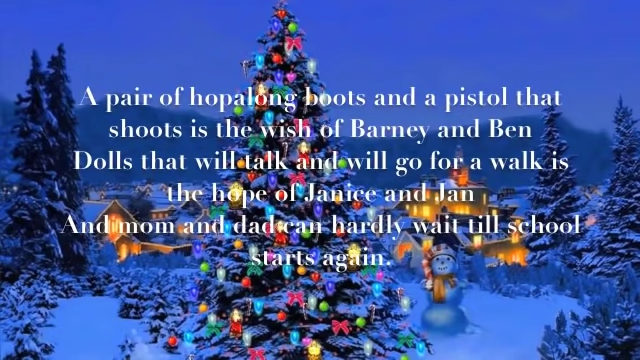 A pair of hopalong boots and a pistol that
shoots is the wish of Barney and Ben
Dolls that will talk and will go for a walk is
the hope of Janice and Jan
And mom and dad can hardly wait till school
starts again.